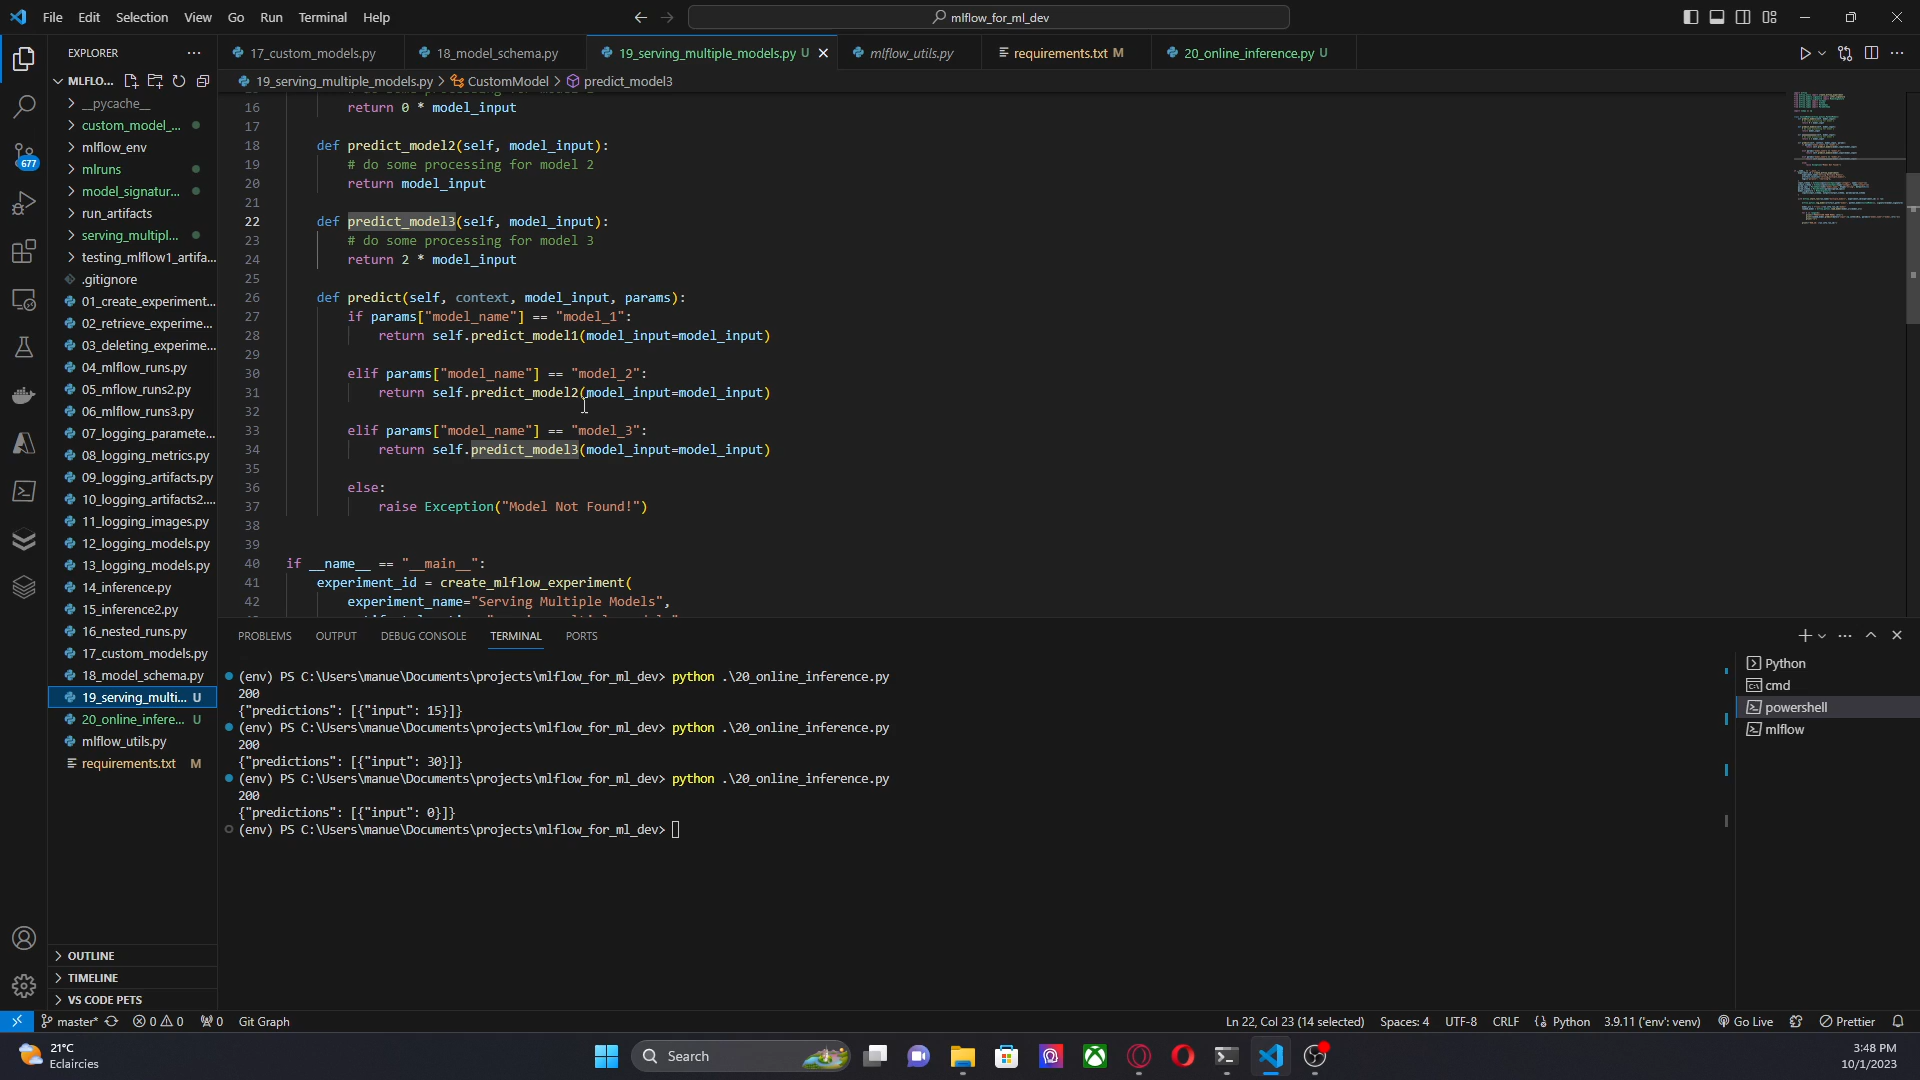 File Edit Selection View Go Run Terminal Help
mlflow_for_ml_dev
EXPLORER
17_custom_models.py
18_model_schema.py
19_serving_multiple_models.py U
mlflow_utils.py
requirements.txt M
20_online_inference.py U
MLFLO...
19_serving_multiple_models.py > CustomModel > predict_model3
__pycache__
custom_model_...
mlflow_env
mlruns
model_signatur...
run_artifacts
serving_multipl...
testing_mlflow1_artifa...
.gitignore
01_create_experiment...
02_retrieve_experime...
03_deleting_experime...
04_mlflow_runs.py
05_mflow_runs2.py
06_mlflow_runs3.py
07_logging_paramete...
08_logging_metrics.py
09_logging_artifacts.py
10_logging_artifacts2....
11_logging_images.py
12_logging_models.py
13_logging_models.py
14_inference.py
15_inference2.py
16_nested_runs.py
17_custom_models.py
18_model_schema.py
19_serving_multi... U
20_online_infere... U
mlflow_utils.py
requirements.txt M
OUTLINE
TIMELINE
VS CODE PETS
677
16 return 0 * model_input
17
18 def predict_model2(self, model_input):
19 # do some processing for model 2
20 return model_input
21
22 def predict_model3(self, model_input):
23 # do some processing for model 3
24 return 2 * model_input
25
26 def predict(self, context, model_input, params):
27 if params["model_name"] == "model_1":
28 return self.predict_model1(model_input=model_input)
29
30 elif params["model_name"] == "model_2":
31 return self.predict_model2(model_input=model_input)
32
33 elif params["model_name"] == "model_3":
34 return self.predict_model3(model_input=model_input)
35
36 else:
37 raise Exception("Model Not Found!")
38
39
40 if __name__ == "__main__":
41 experiment_id = create_mlflow_experiment(
42 experiment_name="Serving Multiple Models",
PROBLEMS OUTPUT DEBUG CONSOLE TERMINAL PORTS
(env) PS C:\Users\manue\Documents\projects\mlflow_for_ml_dev> python .\20_online_inference.py
200
{"predictions": [{"input": 15}]}
(env) PS C:\Users\manue\Documents\projects\mlflow_for_ml_dev> python .\20_online_inference.py
200
{"predictions": [{"input": 30}]}
(env) PS C:\Users\manue\Documents\projects\mlflow_for_ml_dev> python .\20_online_inference.py
200
{"predictions": [{"input": 0}]}
(env) PS C:\Users\manue\Documents\projects\mlflow_for_ml_dev>
Python
cmd
powershell
mlflow
master* 0 0 0 Git Graph
Ln 22, Col 23 (14 selected) Spaces: 4 UTF-8 CRLF Python 3.9.11 ('env': venv) Go Live Prettier
21°C
Eclaircies
Search
3:48 PM
10/1/2023